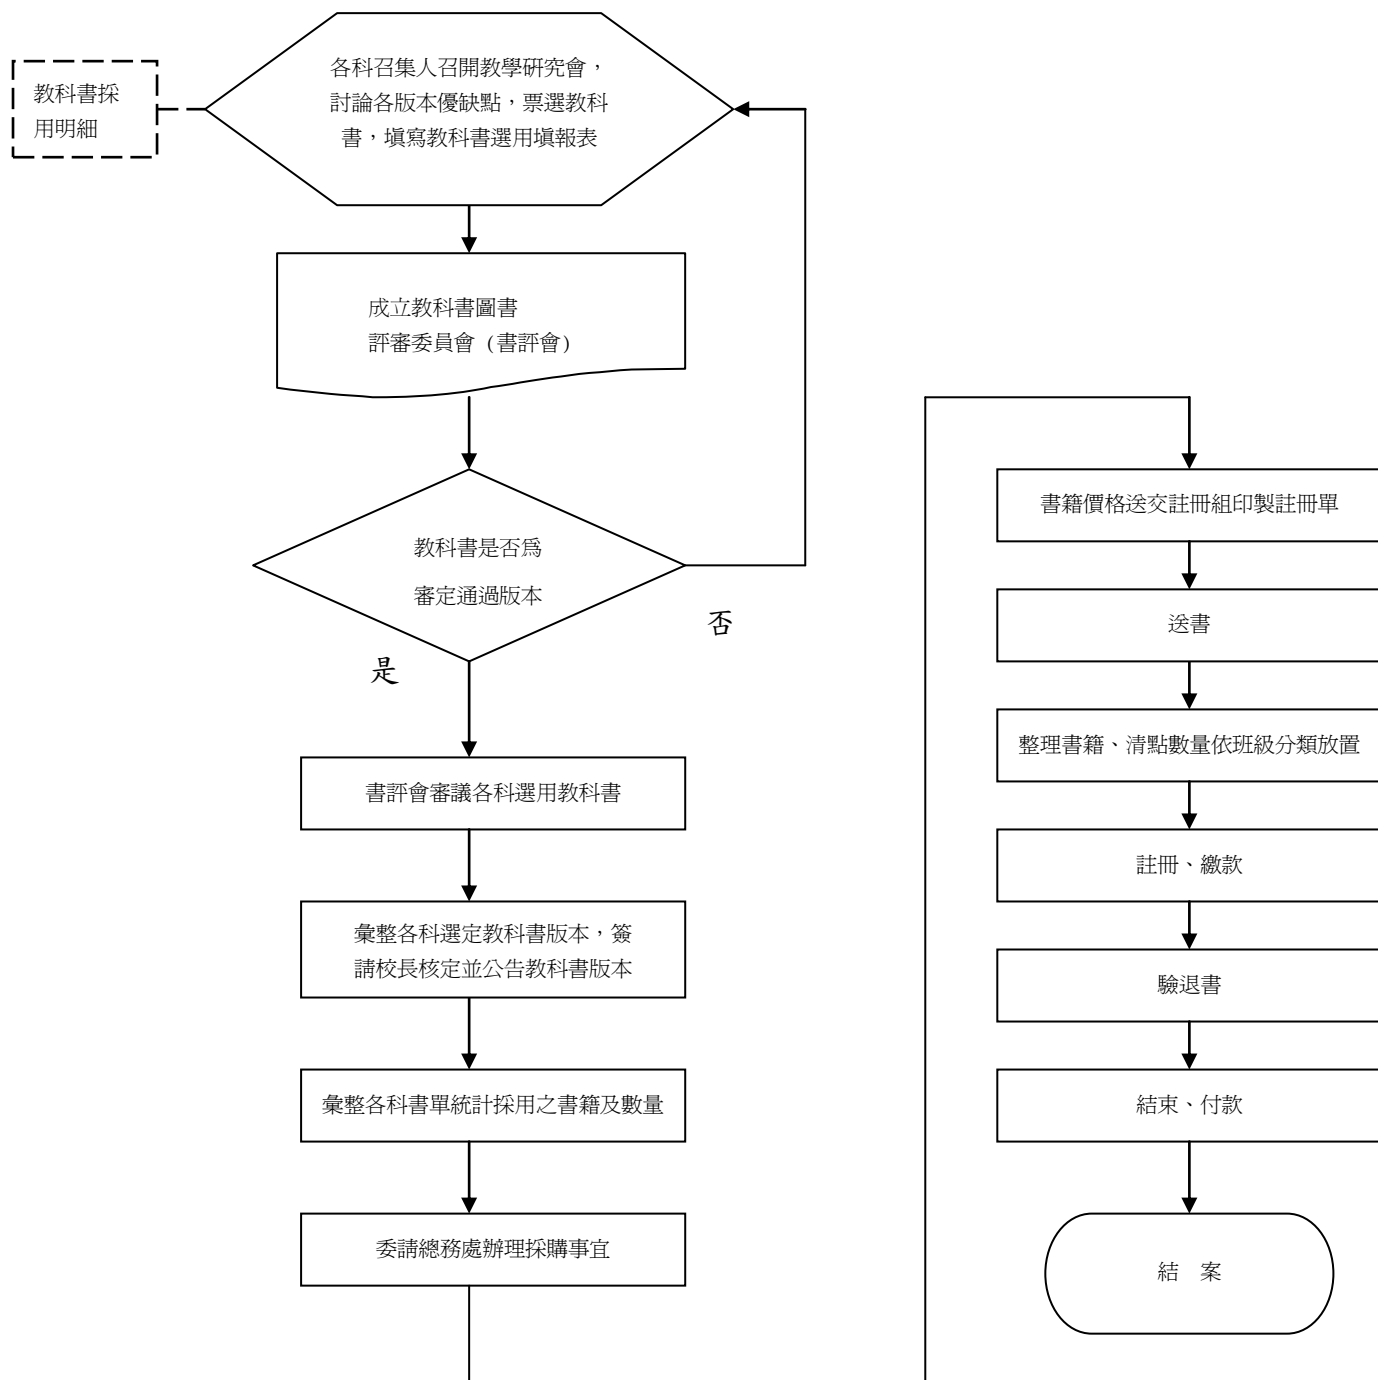 教科書採
用明細
各科召集人召開教學研究會，
討論各版本優缺點，票選教科
書，填寫教科書選用填報表
成立教科書圖書
評審委員會（書評會）
教科書是否為
審定通過版本
否
是
書評會審議各科選用教科書
彙整各科選定教科書版本，簽
請校長核定並公告教科書版本
彙整各科書單統計採用之書籍及數量
委請總務處辦理採購事宜
書籍價格送交註冊組印製註冊單
送書
整理書籍、清點數量依班級分類放置
註冊、繳款
驗退書
結束、付款
結　案